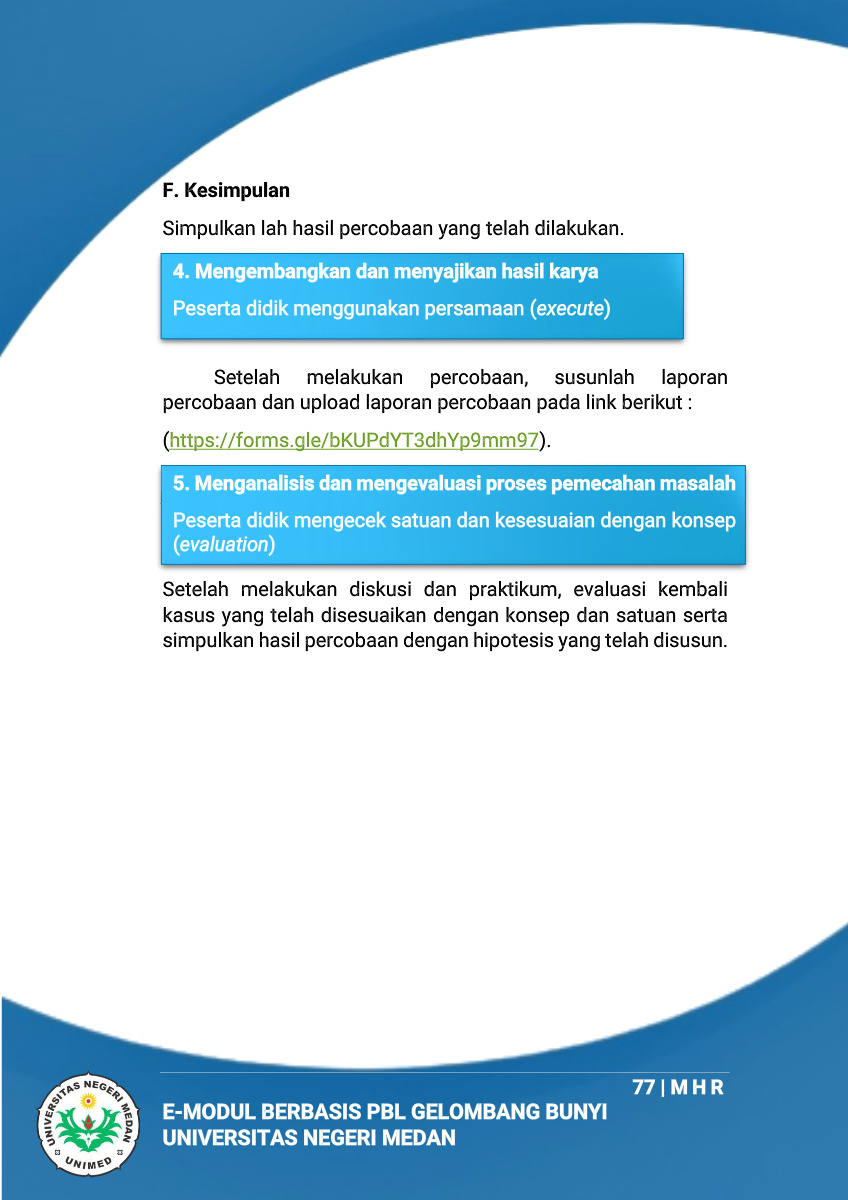 F. Kesimpulan
Simpulkan lah hasil percobaan yang telah dilakukan.
4. Mengembangkan dan menyajikan hasil karya
Peserta didik menggunakan persamaan (execute)
Setelah melakukan percobaan, susunlah laporan
percobaan dan upload laporan percobaan pada link berikut :
(https://forms.gle/bKUPdYT3dhYp9mm97).
5. Menganalisis dan mengevaluasi proses pemecahan masalah
Peserta didik mengecek satuan dan kesesuaian dengan konsep
(evaluation)
Setelah melakukan diskusi dan praktikum, evaluasi kembali
kasus yang telah disesuaikan dengan konsep dan satuan serta
simpulkan hasil percobaan dengan hipotesis yang telah disusun.
77 | M H R
E-MODUL BERBASIS PBL GELOMBANG BUNYI
UNIVERSITAS NEGERI MEDAN
UNIVERSITAS NEGERI MEDAN
UNIMED